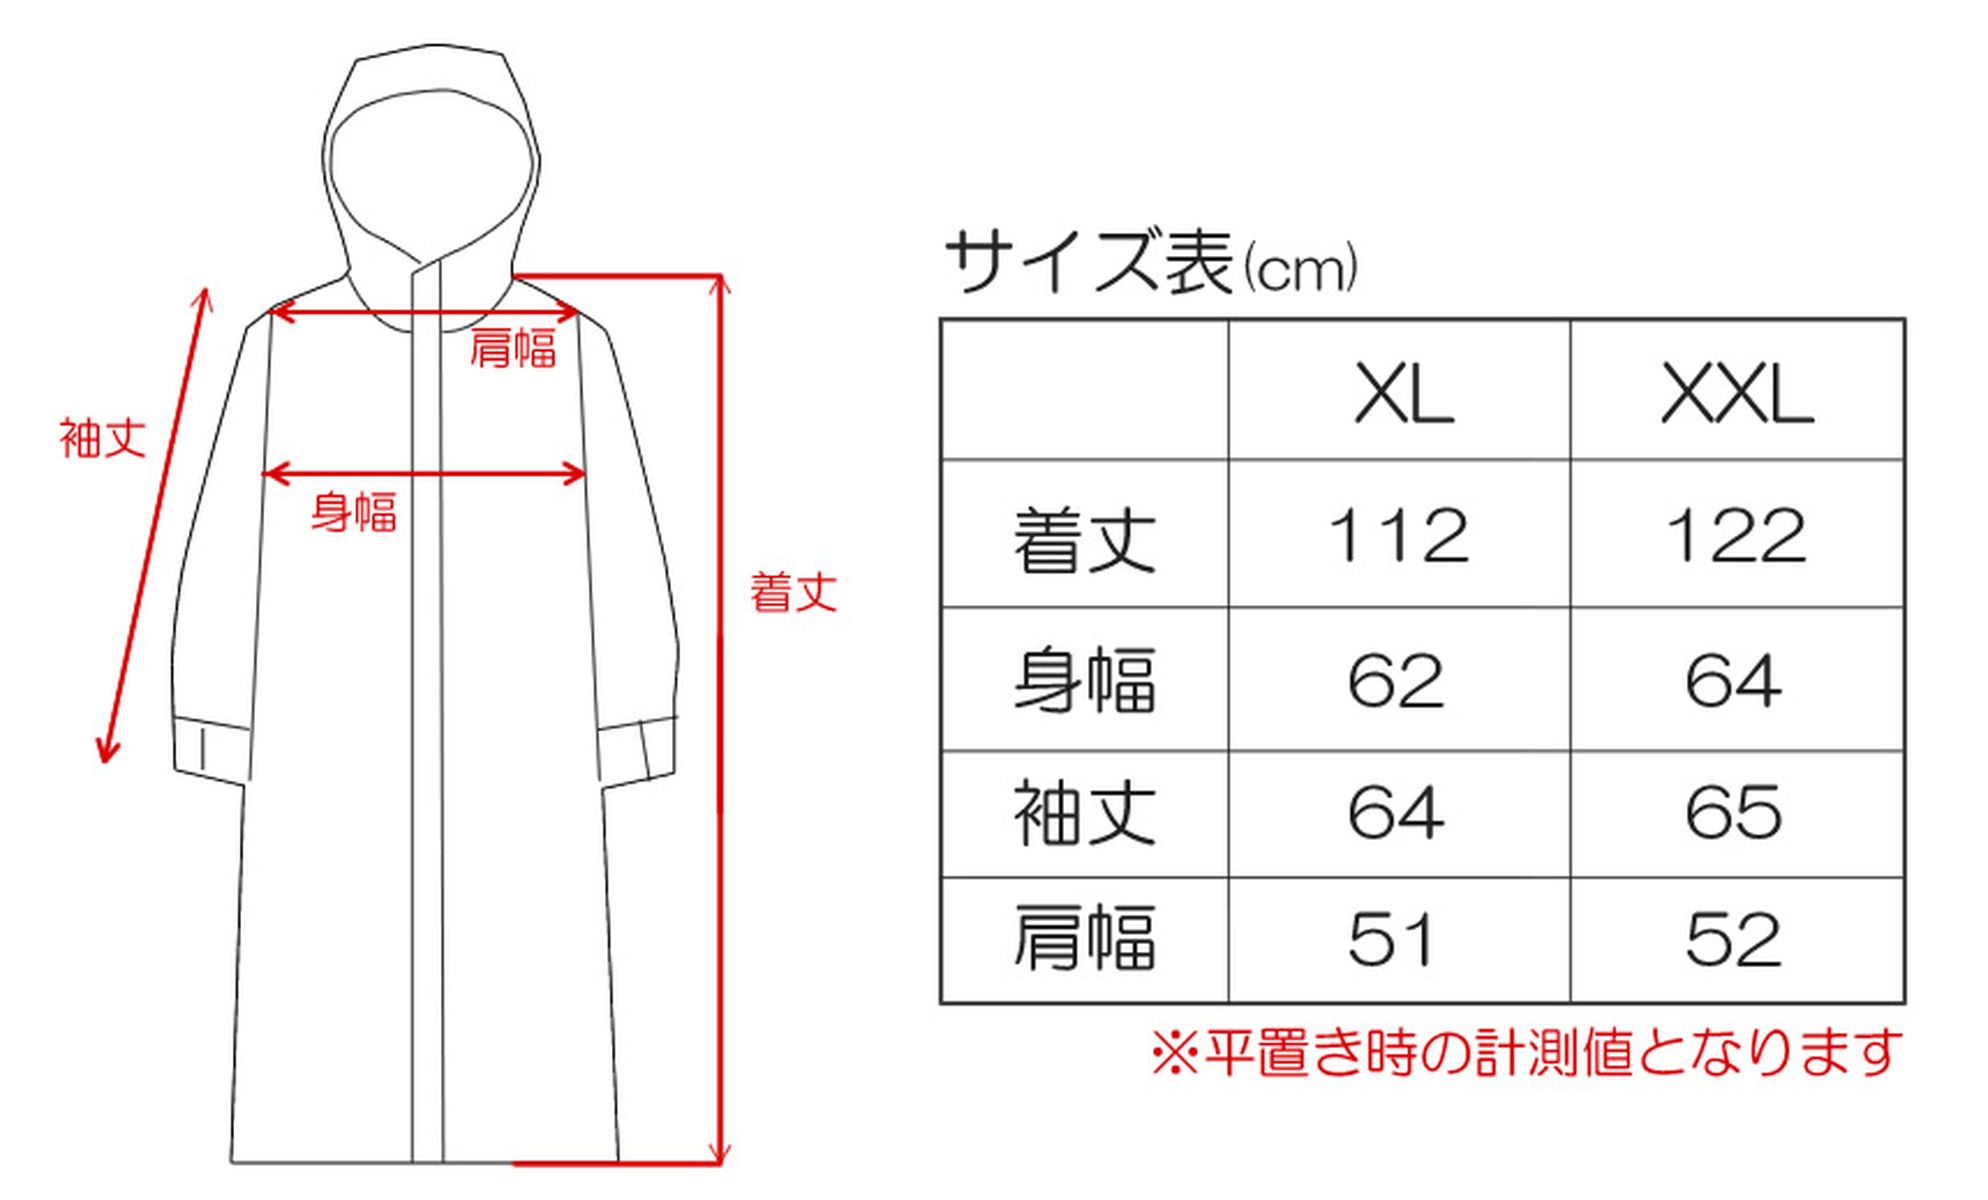 肩幅
袖丈
身幅
着丈
サイズ表(cm)
XL XXL
着丈 112 122
身幅 62 64
袖丈 64 65
肩幅 51 52
※平置き時の計測値となります